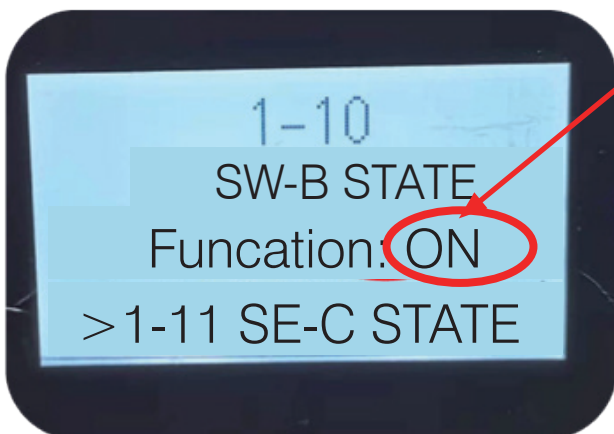 1-10
SW-B STATE
Funcation: ON
>1-11 SE-C STATE